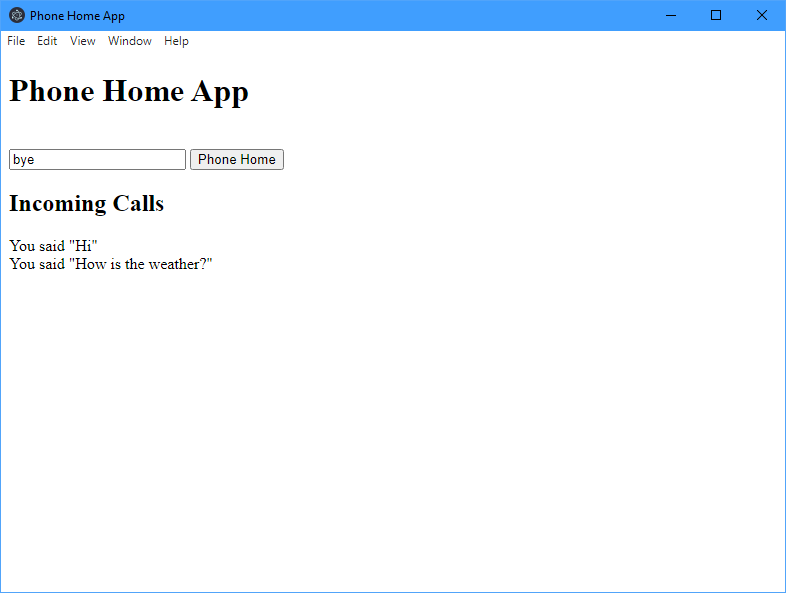 Phone Home App
File Edit View Window Help
Phone Home App
bye Phone Home
Incoming Calls
You said "Hi"
You said "How is the weather?"